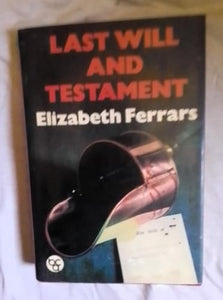 LAST WILL
AND
TESTAMENT
Elizabeth Ferrars